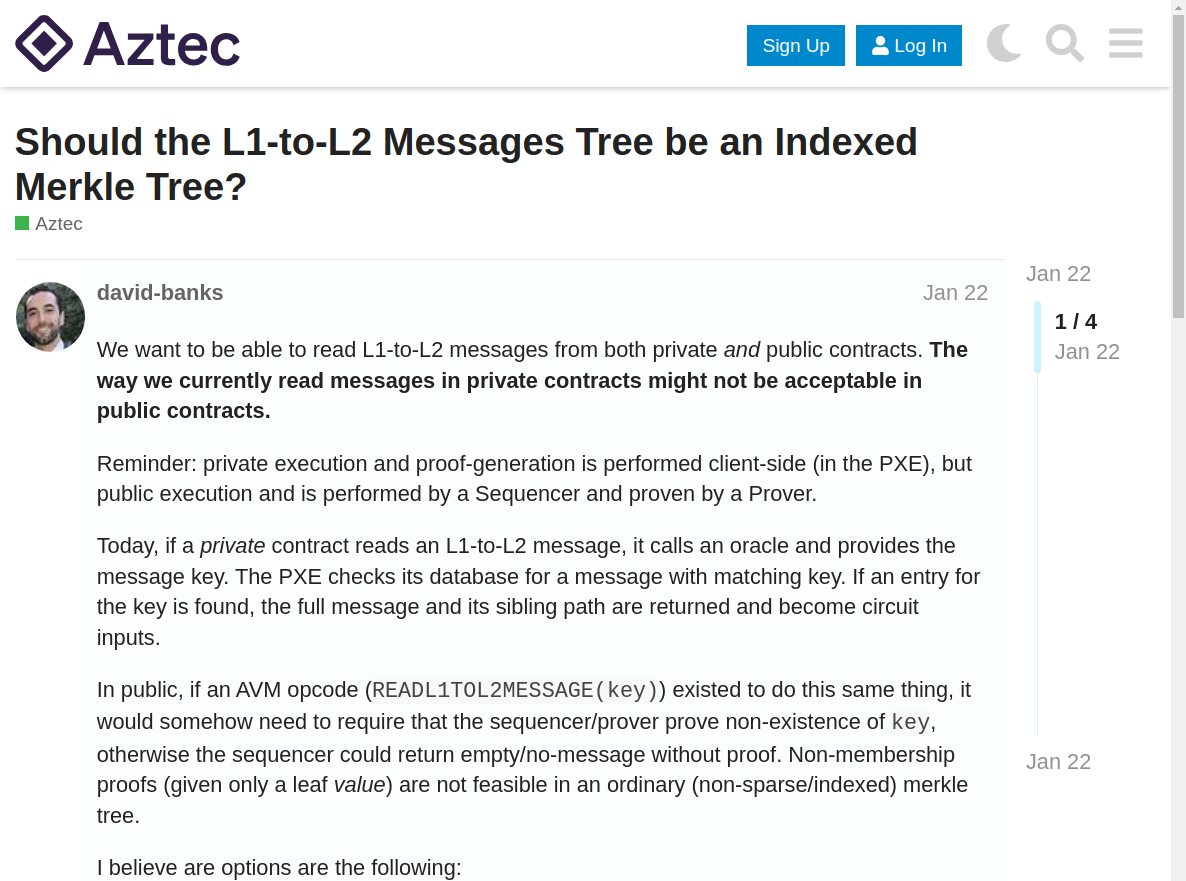 Aztec
Sign Up
Log In
Should the L1-to-L2 Messages Tree be an Indexed
Merkle Tree?
Aztec
david-banks
Jan 22
We want to be able to read L1-to-L2 messages from both private and public contracts. The
way we currently read messages in private contracts might not be acceptable in
public contracts.
Reminder: private execution and proof-generation is performed client-side (in the PXE), but
public execution and is performed by a Sequencer and proven by a Prover.
Today, if a private contract reads an L1-to-L2 message, it calls an oracle and provides the
message key. The PXE checks its database for a message with matching key. If an entry for
the key is found, the full message and its sibling path are returned and become circuit
inputs.
In public, if an AVM opcode (READL1TOL2MESSAGE(key)) existed to do this same thing, it
would somehow need to require that the sequencer/prover prove non-existence of key,
otherwise the sequencer could return empty/no-message without proof. Non-membership
proofs (given only a leaf value) are not feasible in an ordinary (non-sparse/indexed) merkle
tree.
I believe are options are the following:
Jan 22
1 / 4
Jan 22
Jan 22